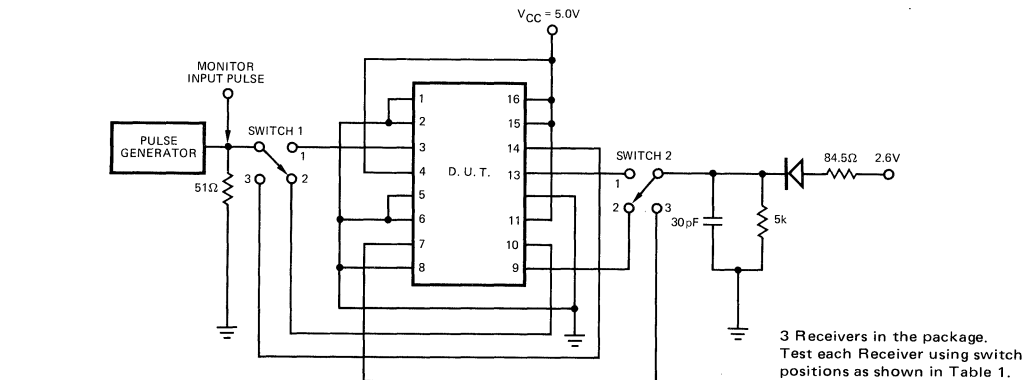 V_CC = 5.0V
MONITOR
INPUT PULSE
PULSE
GENERATOR
SWITCH 1
1
3
2
51Ω
1
2
3
4
5
6
7
8
D. U. T.
16
15
14
13
11
10
9
SWITCH 2
1
2
3
30pF
5k
84.5Ω
2.6V
3 Receivers in the package.
Test each Receiver using switch
positions as shown in Table 1.